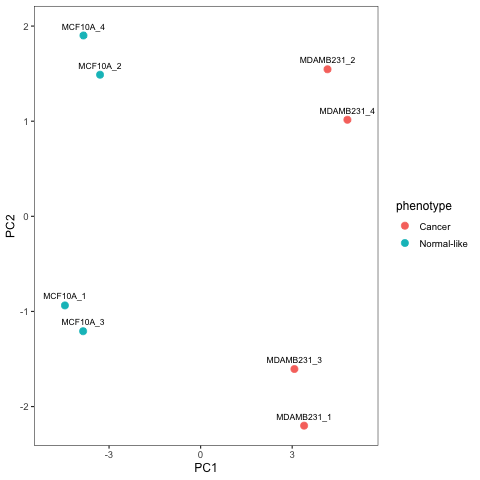 MCF10A_4
MCF10A_2
MDAMB231_2
MDAMB231_4
MCF10A_1
MCF10A_3
MDAMB231_3
MDAMB231_1
2
1
0
-1
-2
PC2
-3
0
3
PC1
phenotype
Cancer
Normal-like